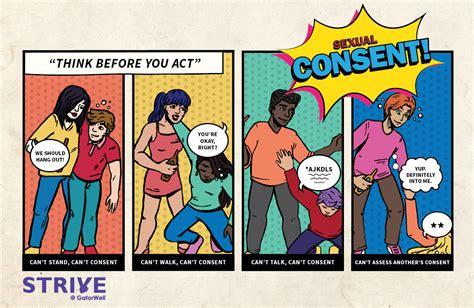 "THINK BEFORE YOU ACT"
SEXUAL
CONSENT!
WE SHOULD
HANG OUT!
YOU'RE
OKAY,
RIGHT?
*AJKDLS
YUP.
DEFINITELY
INTO ME.
**
CAN'T STAND, CAN'T CONSENT
CAN'T WALK, CAN'T CONSENT
CAN'T TALK, CAN'T CONSENT
CAN'T ASSESS ANOTHER'S CONSENT
STRIVE
@ GatorWell